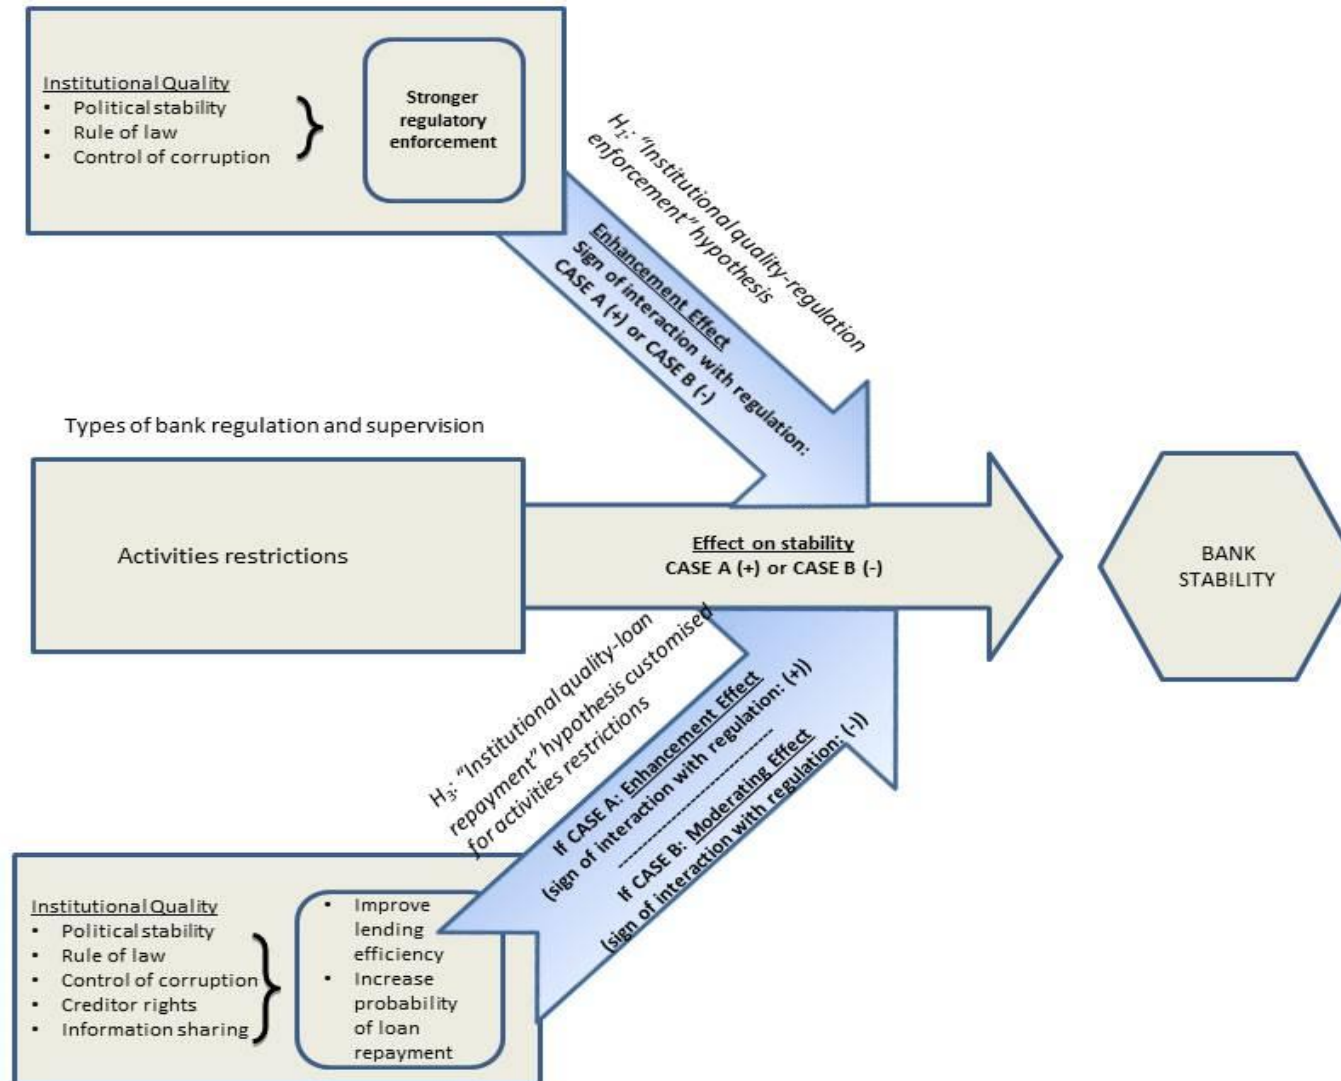 Institutional Quality
• Political stability
• Rule of law
• Control of corruption
Stronger
regulatory
enforcement
H1: “Institutional quality-regulation
enforcement” hypothesis
Enhancement Effect
Sign of interaction with regulation:
CASE A (+) or CASE B (-)
Types of bank regulation and supervision
Activities restrictions
Effect on stability
CASE A (+) or CASE B (-)
BANK
STABILITY
H3: “Institutional quality-loan
repayment” hypothesis customised
for activities restrictions
If CASE A: Enhancement Effect
(sign of interaction with regulation: (+))
--------------------
If CASE B: Moderating Effect
(sign of interaction with regulation: (-))
Institutional Quality
• Political stability
• Rule of law
• Control of corruption
• Creditor rights
• Information sharing
• Improve
lending
efficiency
• Increase
probability
of loan
repayment